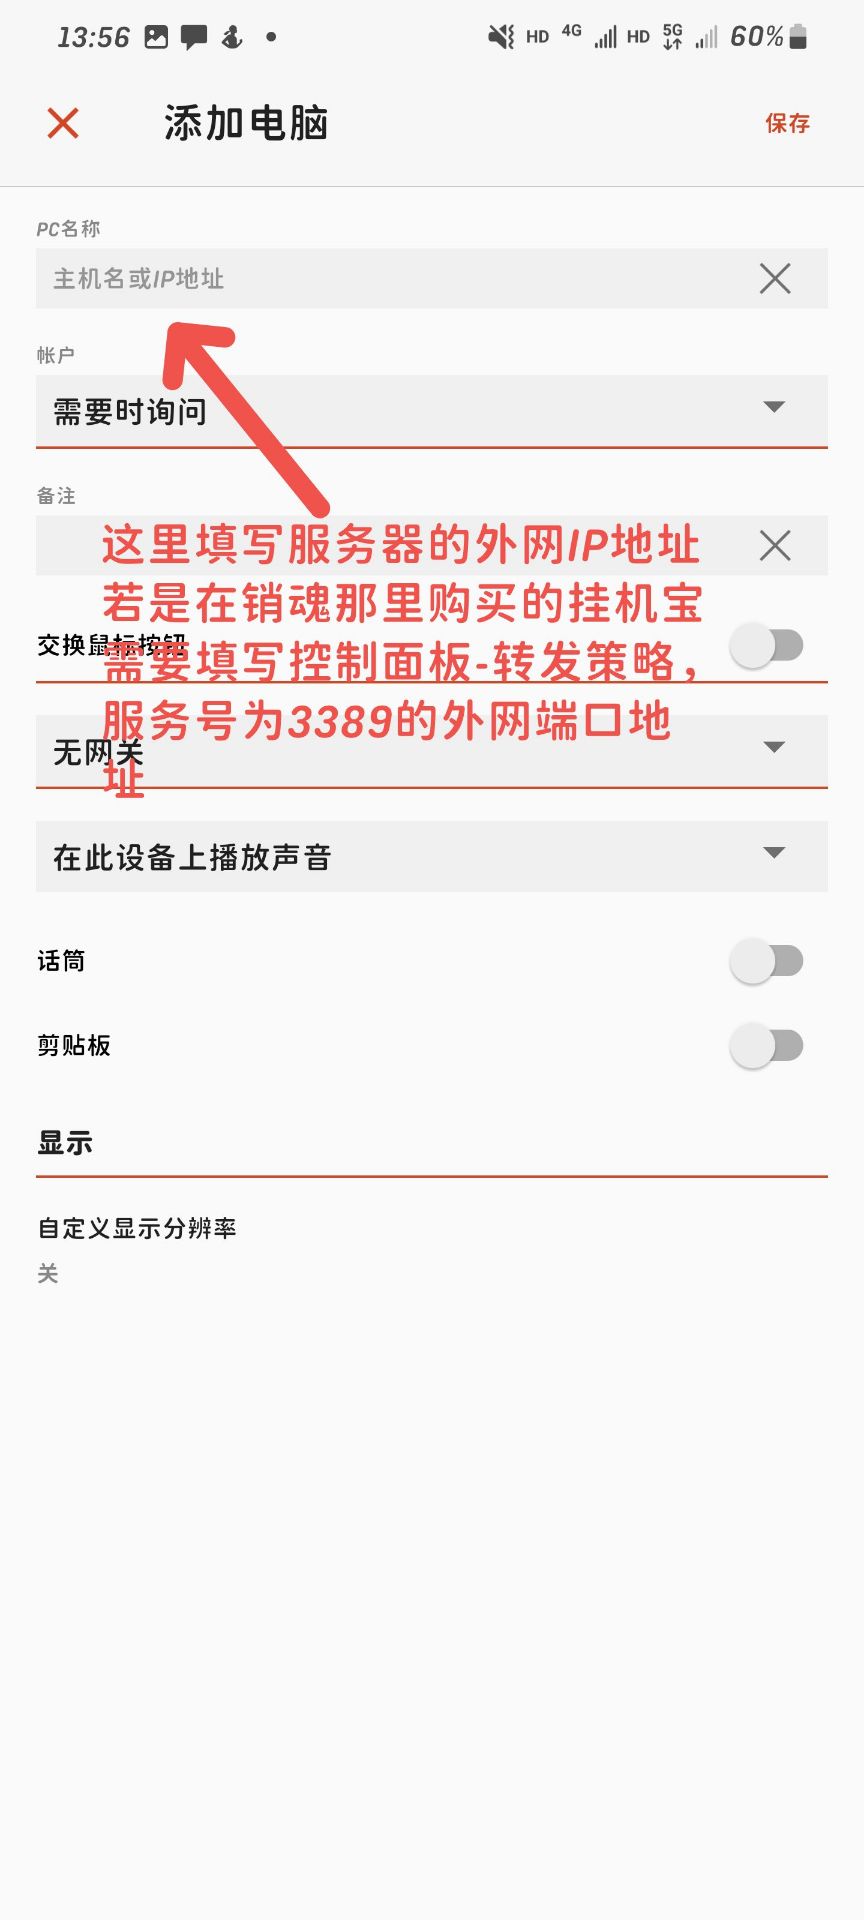 13:56 HD 4G HD 5G 60%
添加电脑
保存
PC名称
主机名或IP地址
帐户
需要时询问
备注
这里填写服务器的外网IP地址
若是在销魂那里购买的挂机宝
交换鼠标按钮
需要填写控制面板-转发策略，
服务号为3389的外网端口地
无网关
址
在此设备上播放声音
话筒
剪贴板
显示
自定义显示分辨率
关